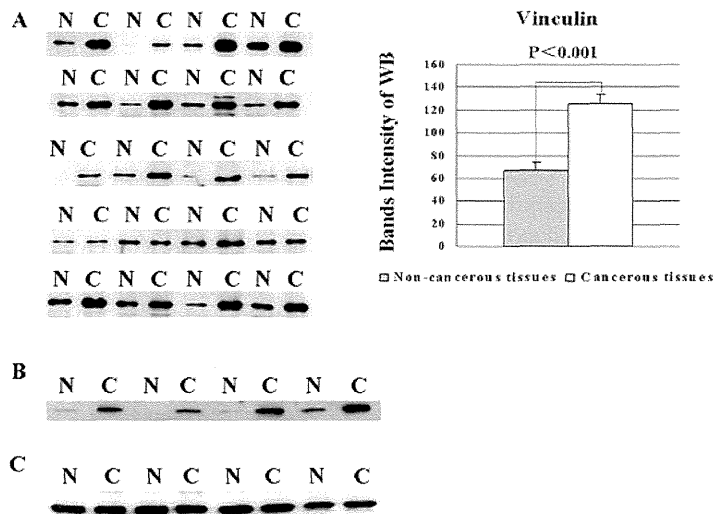 A
N C N C N C N C
N C N C N C N C
N C N C N C N C
N C N C N C N C
N C N C N C N C
Vinculin
P<0.001
Bands Intensity of WB
160
140
120
100
80
60
40
20
0
Non-cancerous tissues Cancerous tissues
B
N C N C N C N C
C
N C N C N C N C